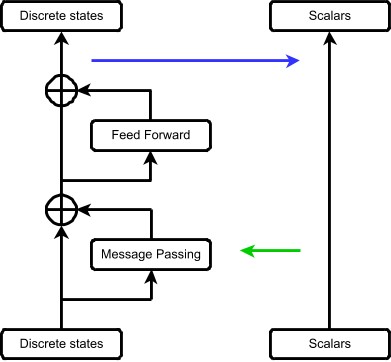 Discrete states
Scalars
Feed Forward
Message Passing
Discrete states
Scalars